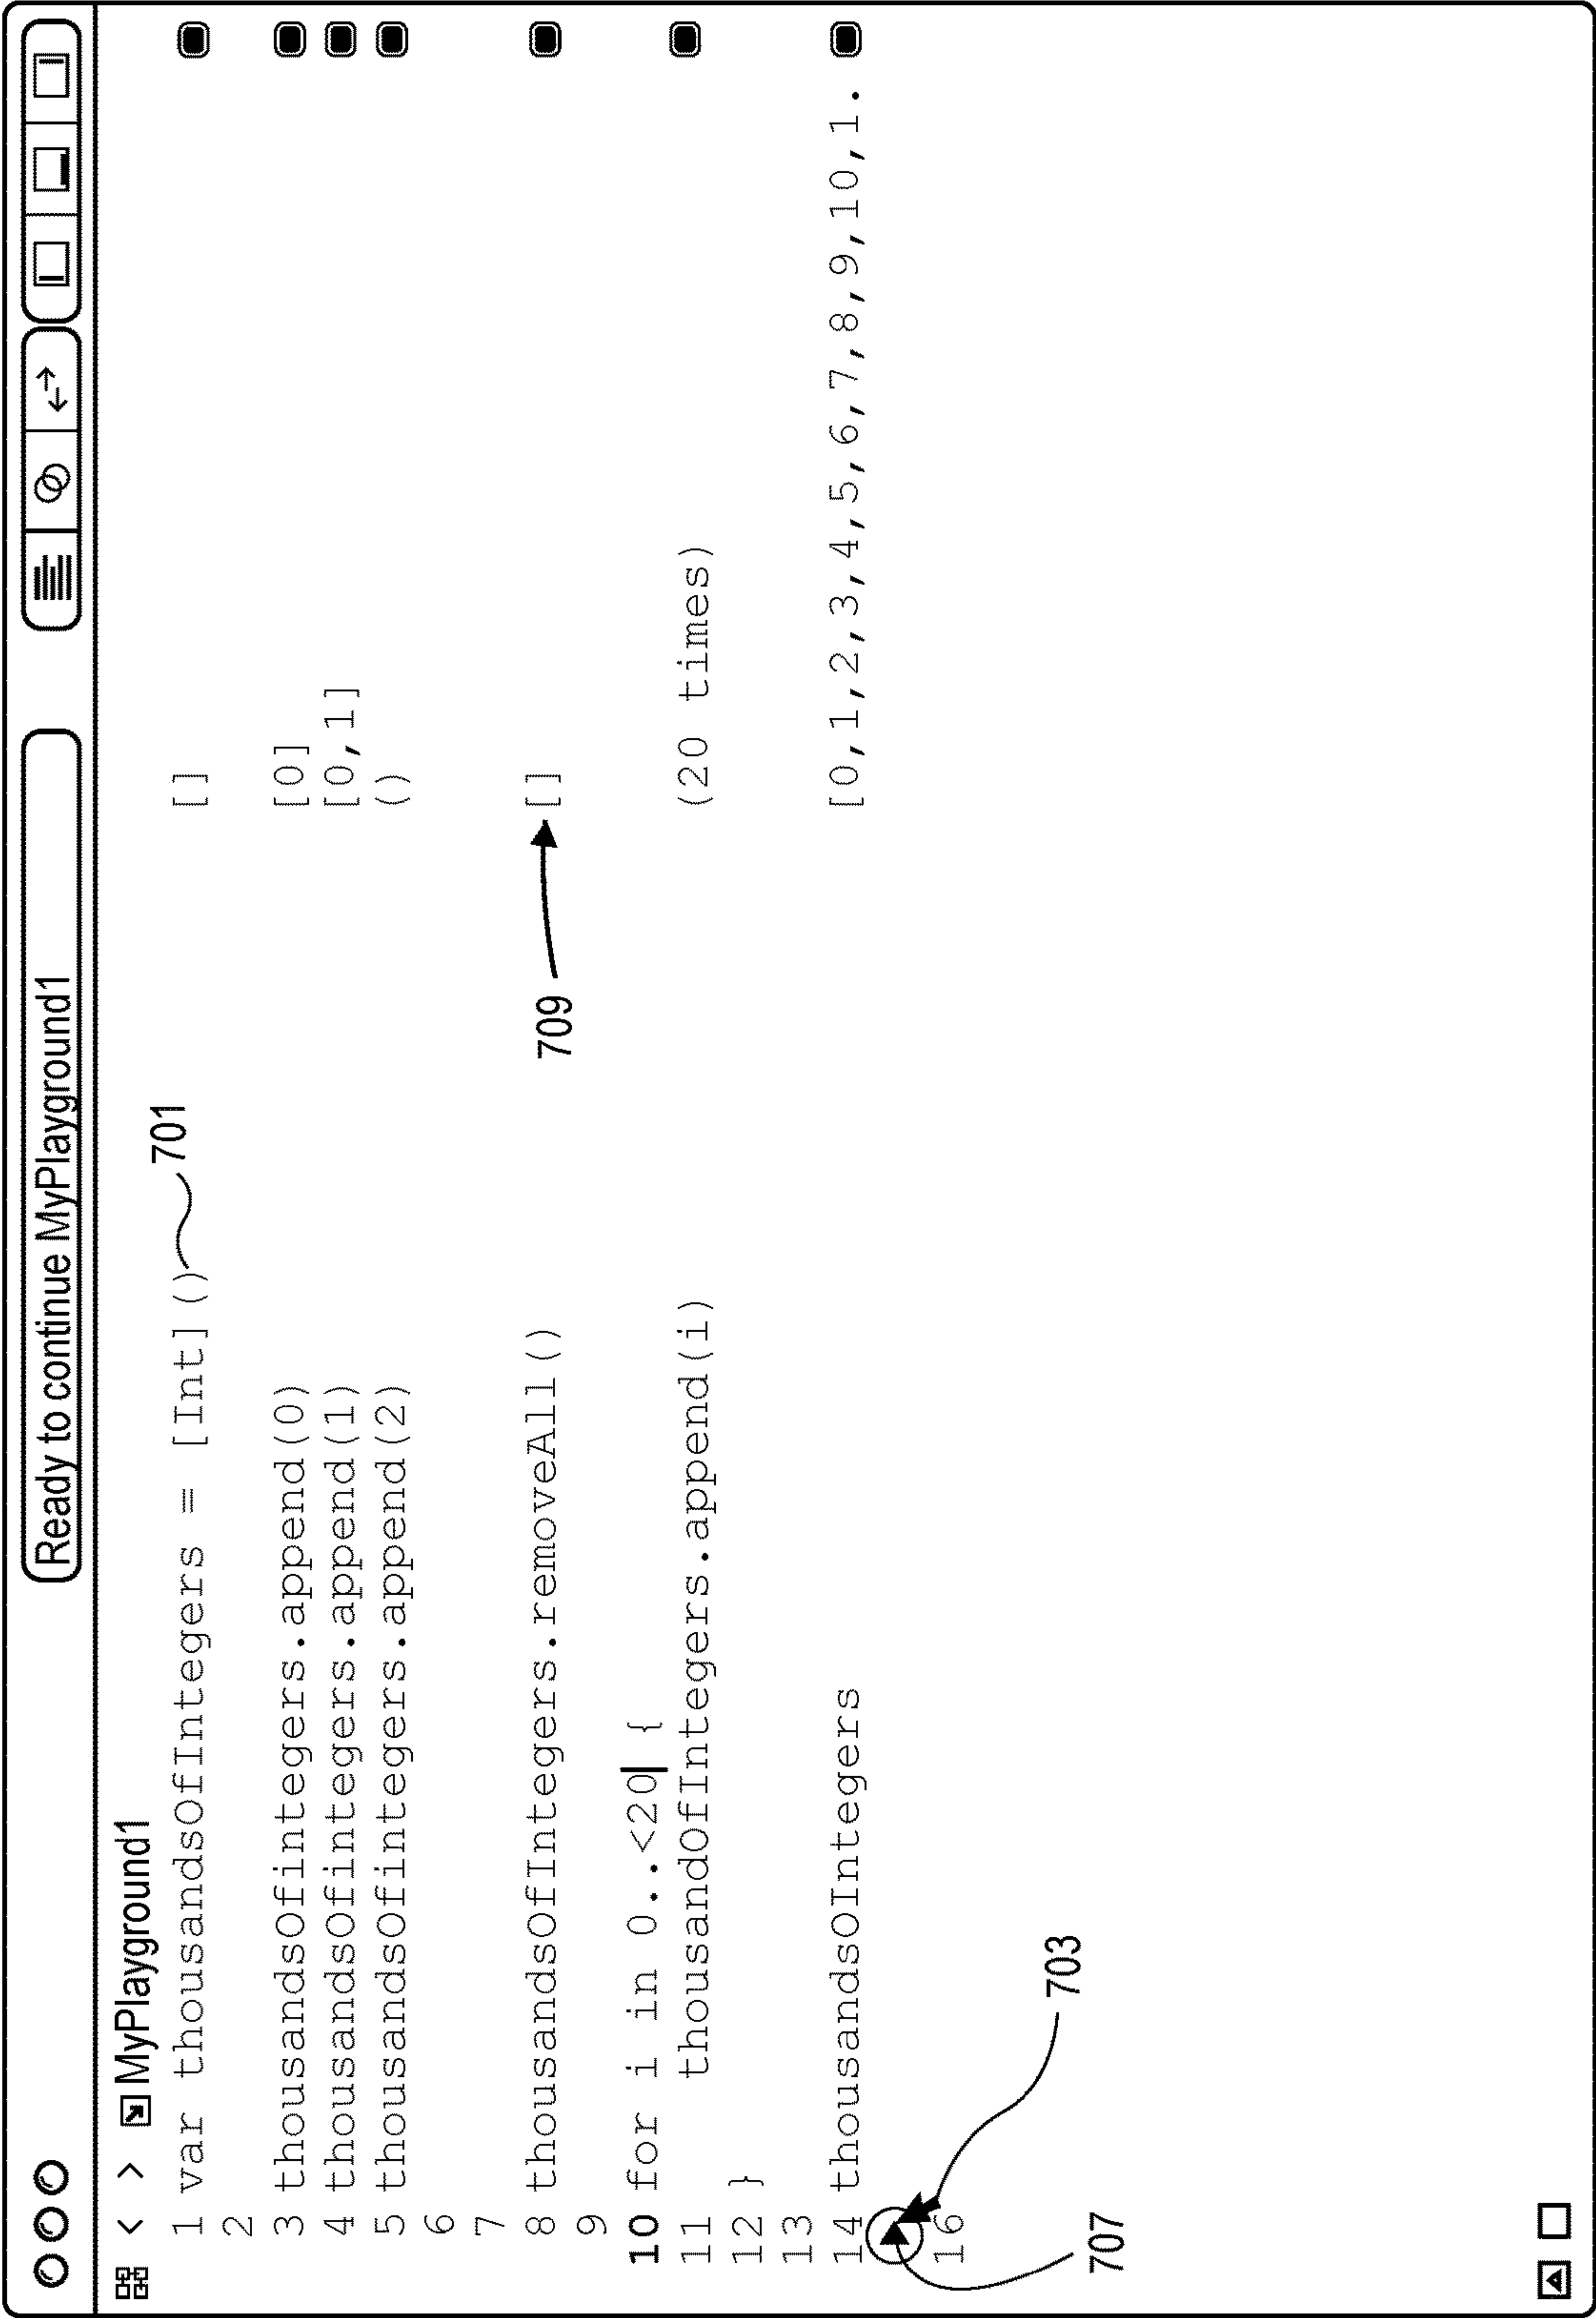 Ready to continue MyPlayground1
< > MyPlayground1
1 var thousandsOfIntegers = [Int]() 701 []
2
3 thousandsOfintegers.append(0) [0]
4 thousandsOfintegers.append(1) [0,1]
5 thousandsOfintegers.append(2) ()
6
7
8 thousandsOfIntegers.removeAll() 709 []
9
10 for i in 0..<20 {
11 thousandOfIntegers.append(i) (20 times)
12 }
13
14 thousandsOIntegers [0,1,2,3,4,5,6,7,8,9,10,1.
16
703
707